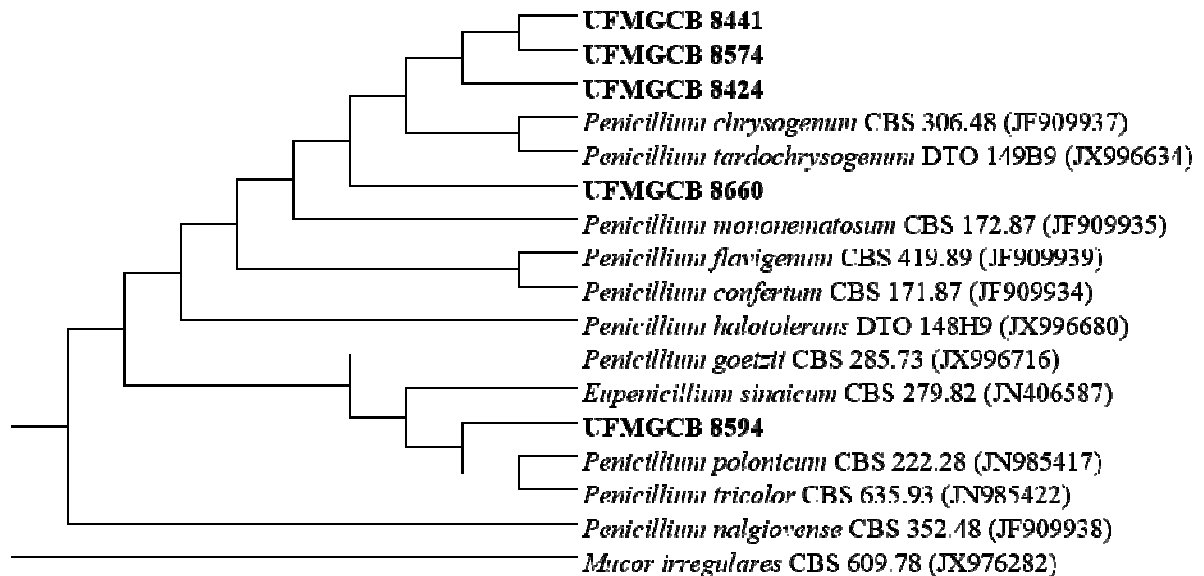 UFMGCB 8441
UFMGCB 8574
UFMGCB 8424
Penicillium chrysogenum CBS 306.48 (JF909937)
Penicillium tardochrysogenum DTO 149B9 (JX996634)
UFMGCB 8660
Penicillium mononematosum CBS 172.87 (JF909935)
Penicillium flavigenum CBS 419.89 (JF909939)
Penicillium confertum CBS 171.87 (JF909934)
Penicillium halotolerans DTO 148H9 (JX996680)
Penicillium goetzii CBS 285.73 (JX996716)
Eupenicillium sinaicum CBS 279.82 (JN406587)
UFMGCB 8594
Penicillium polonicum CBS 222.28 (JN985417)
Penicillium tricolor CBS 635.93 (JN985422)
Penicillium nalgiovense CBS 352.48 (JF909938)
Mucor irregulares CBS 609.78 (JX976282)